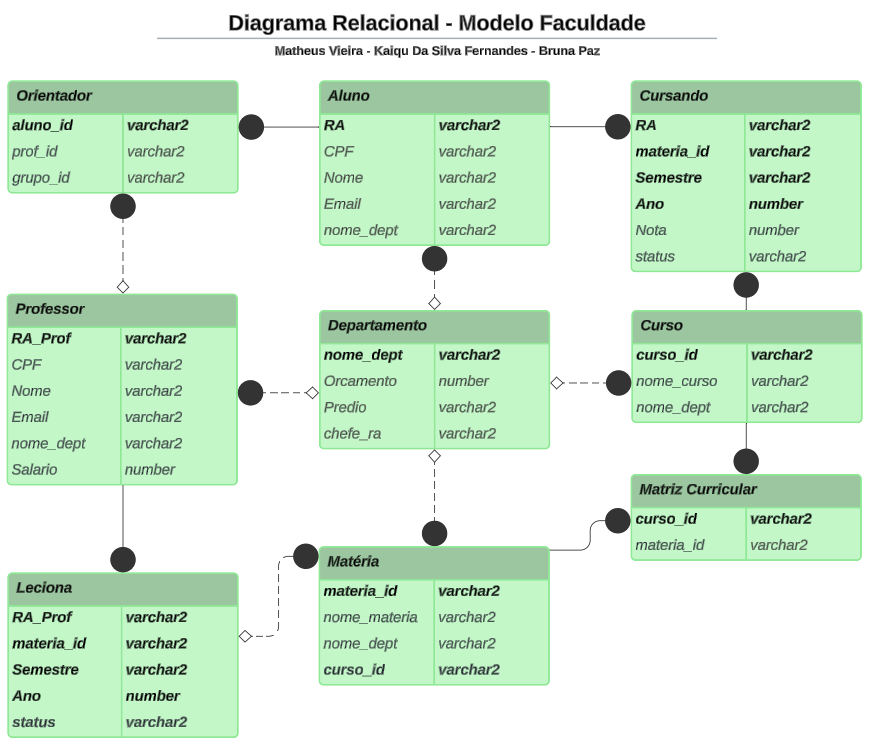 Diagrama Relacional - Modelo Faculdade
Matheus Vieira - Kaiqu Da Silva Fernandes - Bruna Paz
Orientador
aluno_id varchar2
prof_id varchar2
grupo_id varchar2
Aluno
RA varchar2
CPF varchar2
Nome varchar2
Email varchar2
nome_dept varchar2
Cursando
RA varchar2
materia_id varchar2
Semestre varchar2
Ano number
Nota number
status varchar2
Professor
RA_Prof varchar2
CPF varchar2
Nome varchar2
Email varchar2
nome_dept varchar2
Salario number
Departamento
nome_dept varchar2
Orcamento number
Predio varchar2
chefe_ra varchar2
Curso
curso_id varchar2
nome_curso varchar2
nome_dept varchar2
Matriz Curricular
curso_id varchar2
materia_id varchar2
Leciona
RA_Prof varchar2
materia_id varchar2
Semestre varchar2
Ano number
status varchar2
Matéria
materia_id varchar2
nome_materia varchar2
nome_dept varchar2
curso_id varchar2